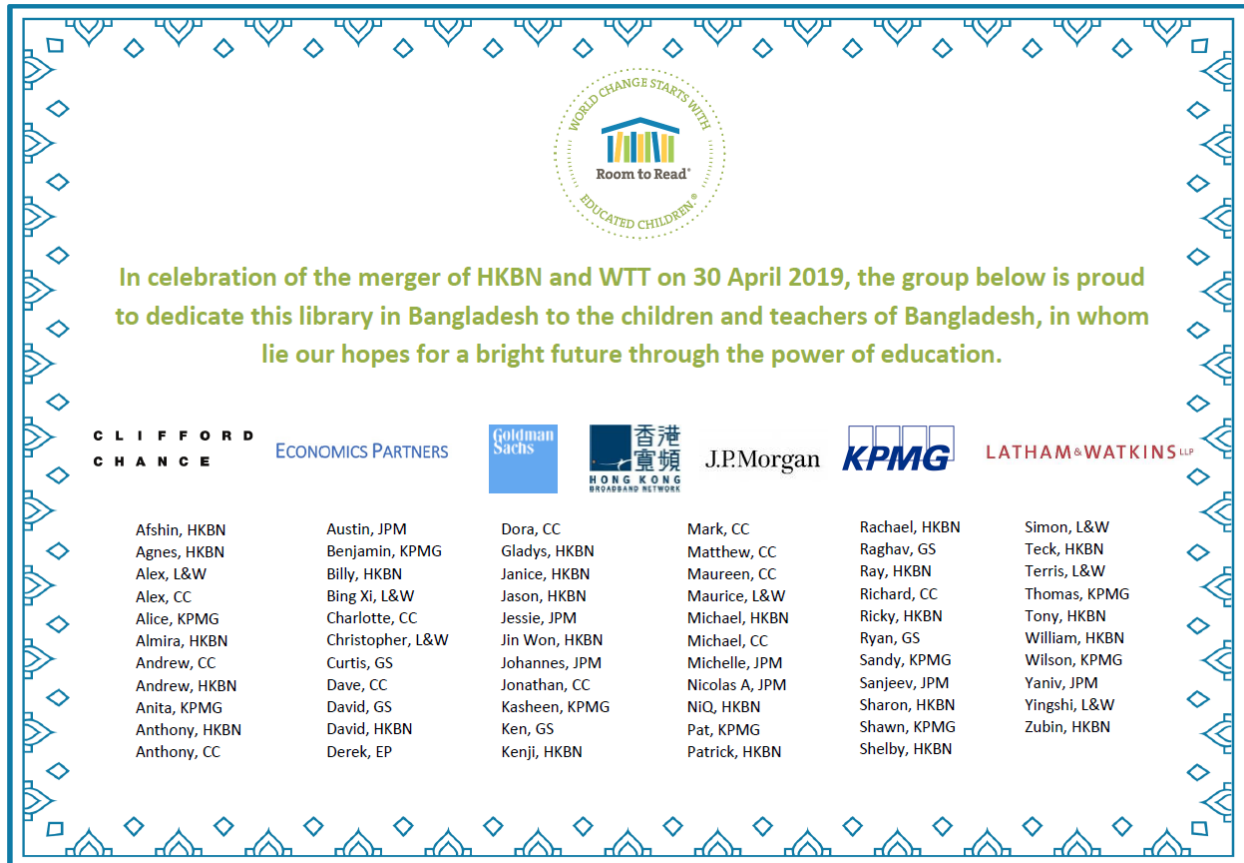 WORLD CHANGE STARTS WITH
Room to Read®
EDUCATED CHILDREN.®
In celebration of the merger of HKBN and WTT on 30 April 2019, the group below is proud
to dedicate this library in Bangladesh to the children and teachers of Bangladesh, in whom
lie our hopes for a bright future through the power of education.
CLIFFORD
CHANCE
ECONOMICS PARTNERS
Goldman
Sachs
香港
寬頻
HONG KONG
BROADBAND NETWORK
J.P.Morgan
KPMG
LATHAM&WATKINS LLP
Afshin, HKBN
Agnes, HKBN
Alex, L&W
Alex, CC
Alice, KPMG
Almira, HKBN
Andrew, CC
Andrew, HKBN
Anita, KPMG
Anthony, HKBN
Anthony, CC
Austin, JPM
Benjamin, KPMG
Billy, HKBN
Bing Xi, L&W
Charlotte, CC
Christopher, L&W
Curtis, GS
Dave, CC
David, GS
David, HKBN
Derek, EP
Dora, CC
Gladys, HKBN
Janice, HKBN
Jason, HKBN
Jessie, JPM
Jin Won, HKBN
Johannes, JPM
Jonathan, CC
Kasheen, KPMG
Ken, GS
Kenji, HKBN
Mark, CC
Matthew, CC
Maureen, CC
Maurice, L&W
Michael, HKBN
Michael, CC
Michelle, JPM
Nicolas A, JPM
NiQ, HKBN
Pat, KPMG
Patrick, HKBN
Rachael, HKBN
Raghav, GS
Ray, HKBN
Richard, CC
Ricky, HKBN
Ryan, GS
Sandy, KPMG
Sanjeev, JPM
Sharon, HKBN
Shawn, KPMG
Shelby, HKBN
Simon, L&W
Teck, HKBN
Terris, L&W
Thomas, KPMG
Tony, HKBN
William, HKBN
Wilson, KPMG
Yaniv, JPM
Yingshi, L&W
Zubin, HKBN